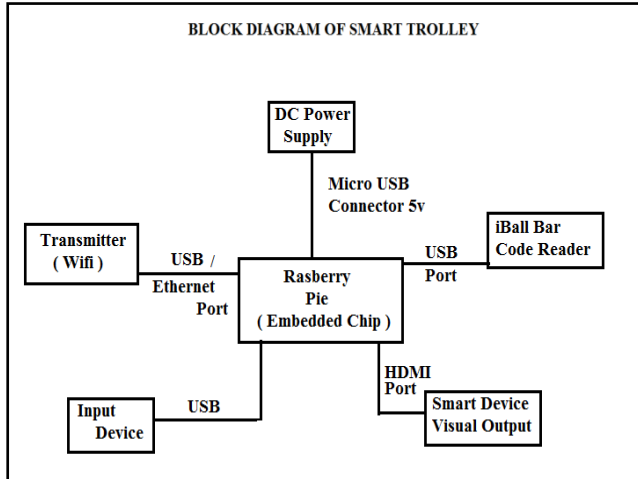 BLOCK DIAGRAM OF SMART TROLLEY
DC Power
Supply
Micro USB
Connector 5v
Transmitter
( Wifi )
USB /
Ethernet
Port
Rasberry
Pie
( Embedded Chip )
USB
Port
iBall Bar
Code Reader
Input
Device
USB
HDMI
Port
Smart Device
Visual Output